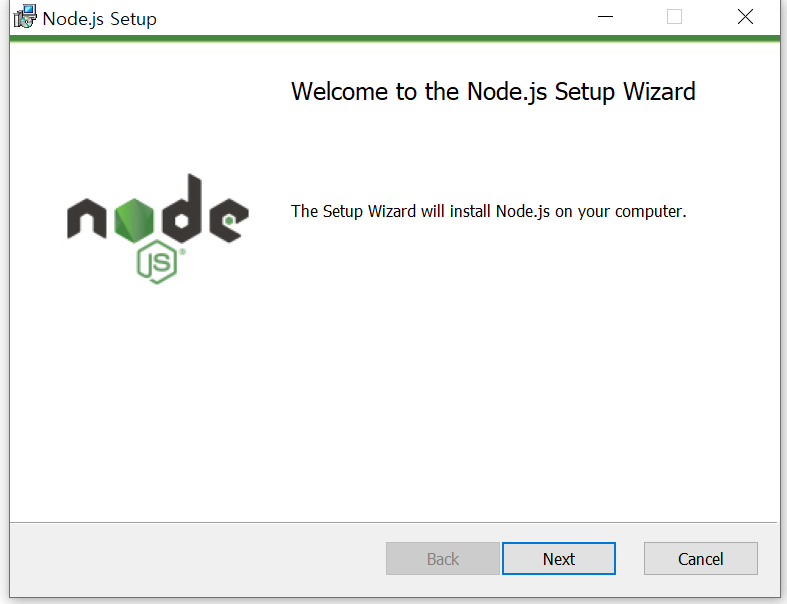 Node.js Setup
Welcome to the Node.js Setup Wizard
node
JS®
The Setup Wizard will install Node.js on your computer.
Back
Next
Cancel